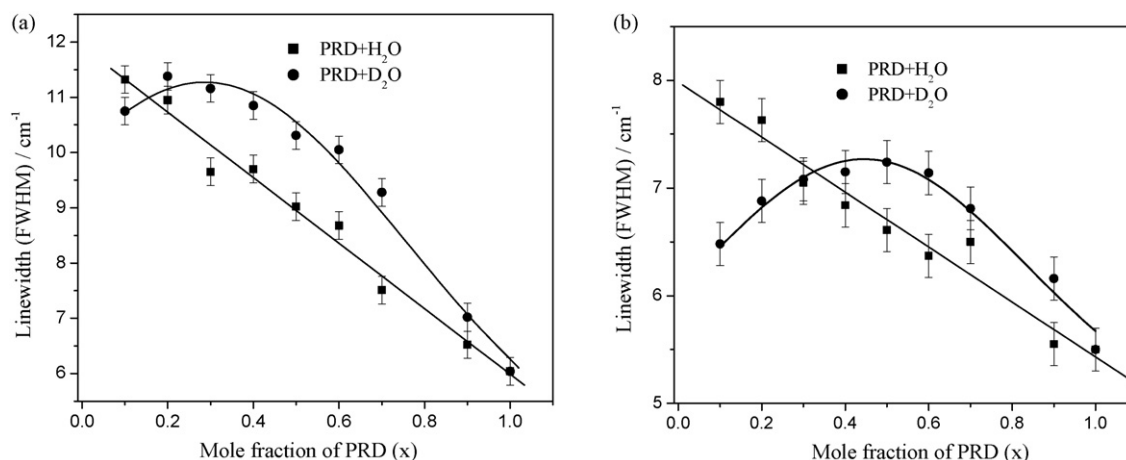 (a)
12
11
10
9
8
7
6
Linewidth (FWHM) / cm⁻¹
■ PRD+H₂O
● PRD+D₂O
0.0 0.2 0.4 0.6 0.8 1.0
Mole fraction of PRD (x)
(b)
8
7
6
5
Linewidth (FWHM) / cm⁻¹
■ PRD+H₂O
● PRD+D₂O
0.0 0.2 0.4 0.6 0.8 1.0
Mole fraction of PRD (x)